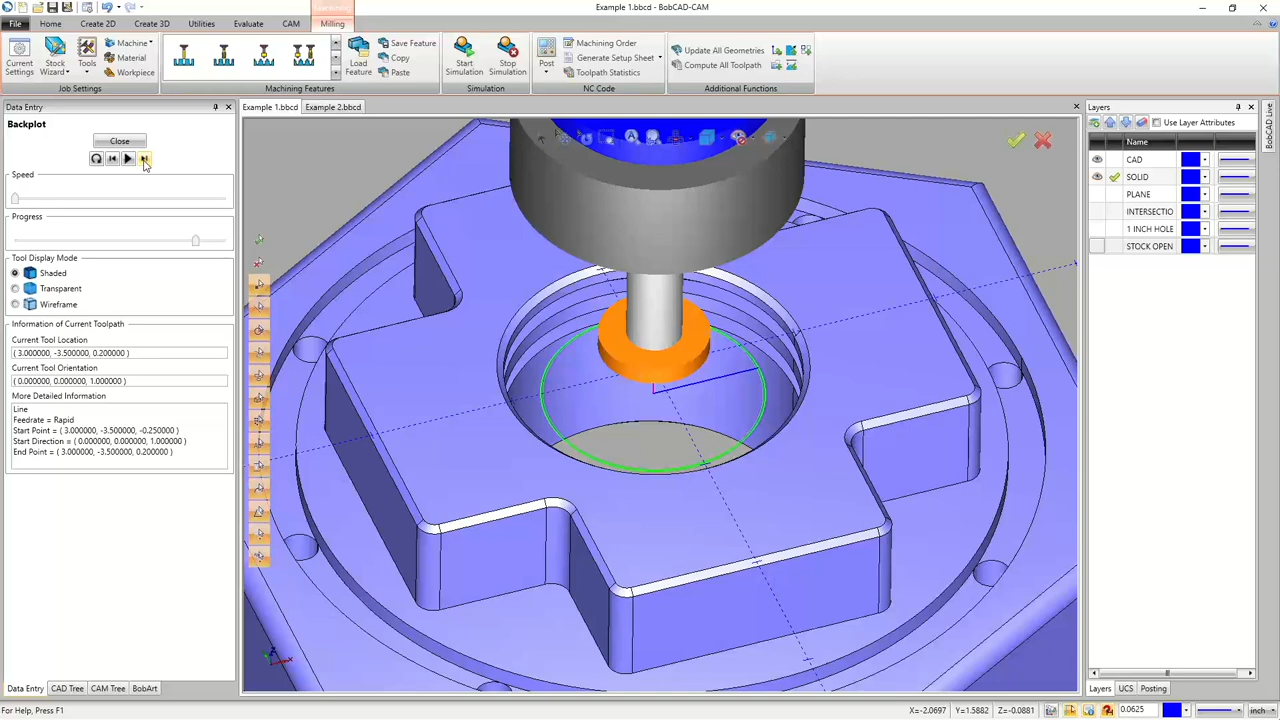 Example 1.bbcd - BobCAD-CAM
Machining
File Home Create 2D Create 3D Utilities Evaluate CAM Milling
Current Settings
Stock Wizard
Tools
Machine
Material
Workpiece
Job Settings
Load Feature
Save Feature
Copy
Paste
Machining Features
Start Simulation
Stop Simulation
Simulation
Post
Machining Order
Generate Setup Sheet
Toolpath Statistics
NC Code
Update All Geometries
Compute All Toolpath
Additional Functions
Data Entry
Example 1.bbcd Example 2.bbcd
Backplot
Close
Speed
Progress
Tool Display Mode
Shaded
Transparent
Wireframe
Information of Current Toolpath
Current Tool Location
( 3.000000, -3.500000, 0.200000 )
Current Tool Orientation
( 0.000000, 0.000000, 1.000000 )
More Detailed Information
Line
Feedrate = Rapid
Start Point = ( 3.000000, -3.500000, -0.250000 )
Start Direction = ( 0.000000, 0.000000, 1.000000 )
End Point = ( 3.000000, -3.500000, 0.200000 )
Data Entry CAD Tree CAM Tree BobArt
Layers
Use Layer Attributes
Name
CAD
SOLID
PLANE
INTERSECTIO
1 INCH HOLE
STOCK OPEN
BobCAD Live
Layers UCS Posting
For Help, Press F1
X=-2.0697 Y=1.5882 Z=-0.0881 0.0625 inch